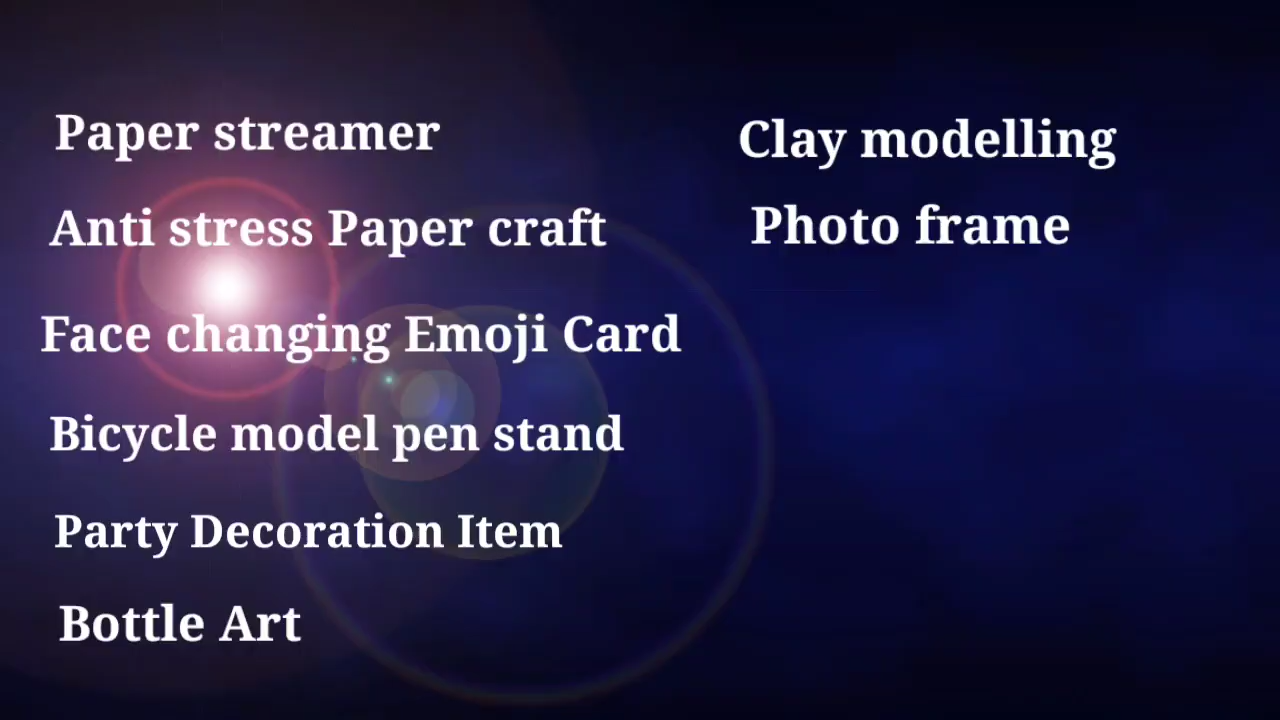 Paper streamer
Anti stress Paper craft
Face changing Emoji Card
Bicycle model pen stand
Party Decoration Item
Bottle Art
Clay modelling
Photo frame